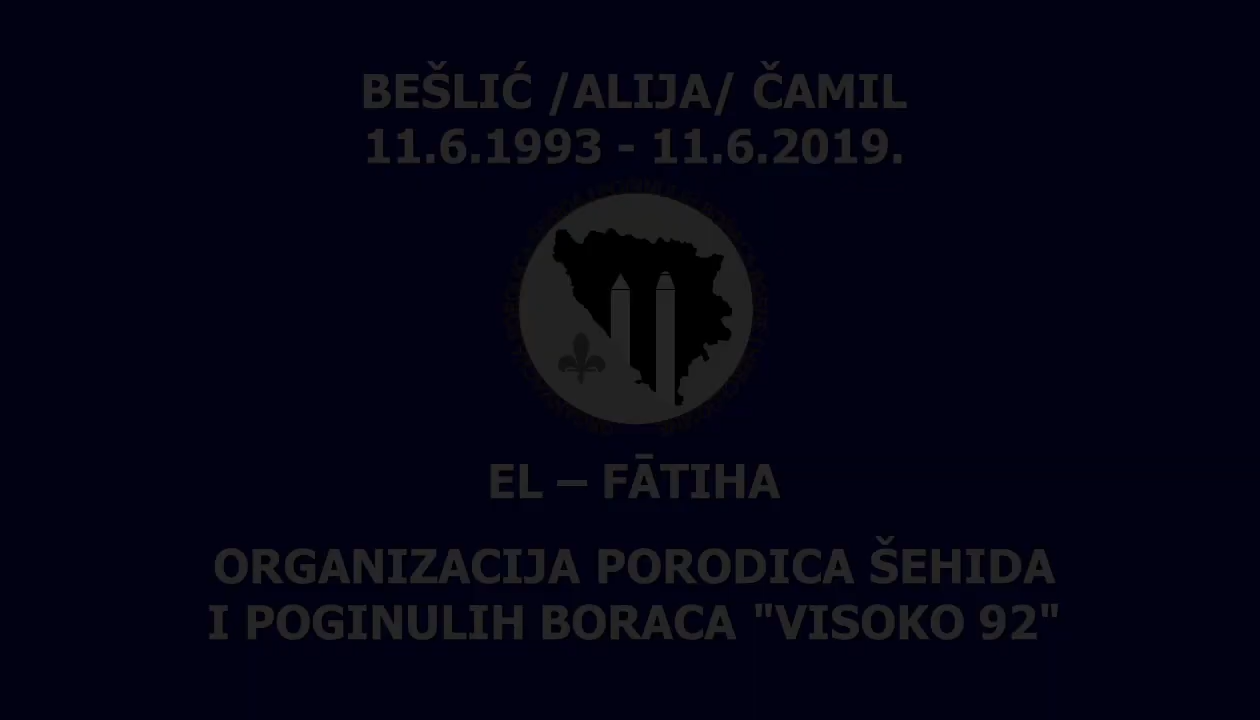 BEŠLIĆ /ALIJA/ ČAMIL
11.6.1993 - 11.6.2019.
EL – FĀTIHA
ORGANIZACIJA PORODICA ŠEHIDA
I POGINULIH BORACA "VISOKO 92"